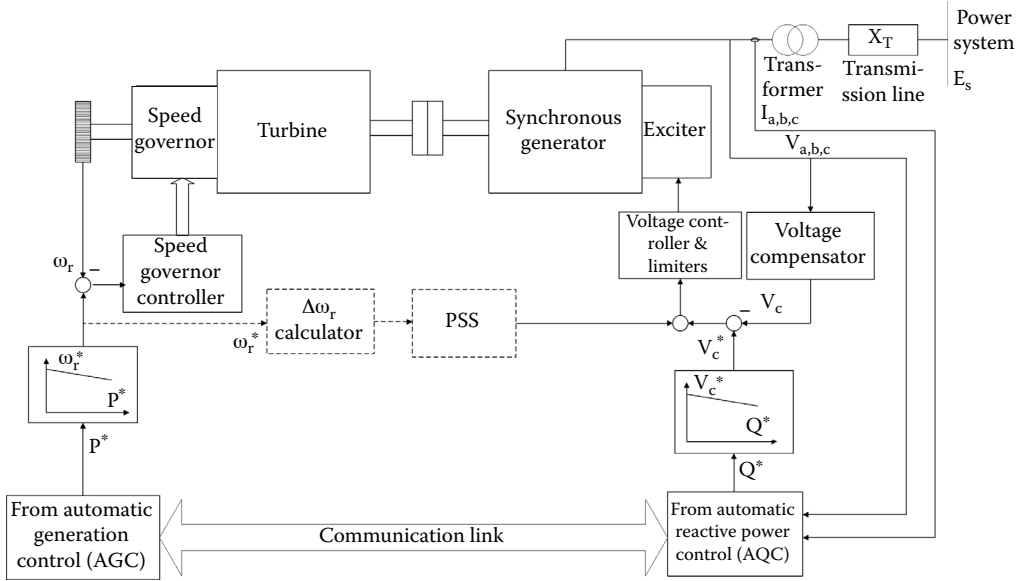 Power
system
E_s
X_T
Trans-
former
Transmis-
sion line
I_a,b,c
V_a,b,c
Speed
governor
Turbine
Synchronous
generator
Exciter
Voltage cont-
roller &
limiters
Voltage
compensator
ω_r
−
Speed
governor
controller
Δω_r
calculator
PSS
ω_r*
V_c
−
V_c*
ω_r*
P*
V_c*
Q*
P*
Q*
From automatic
generation
control (AGC)
Communication link
From automatic
reactive power
control (AQC)